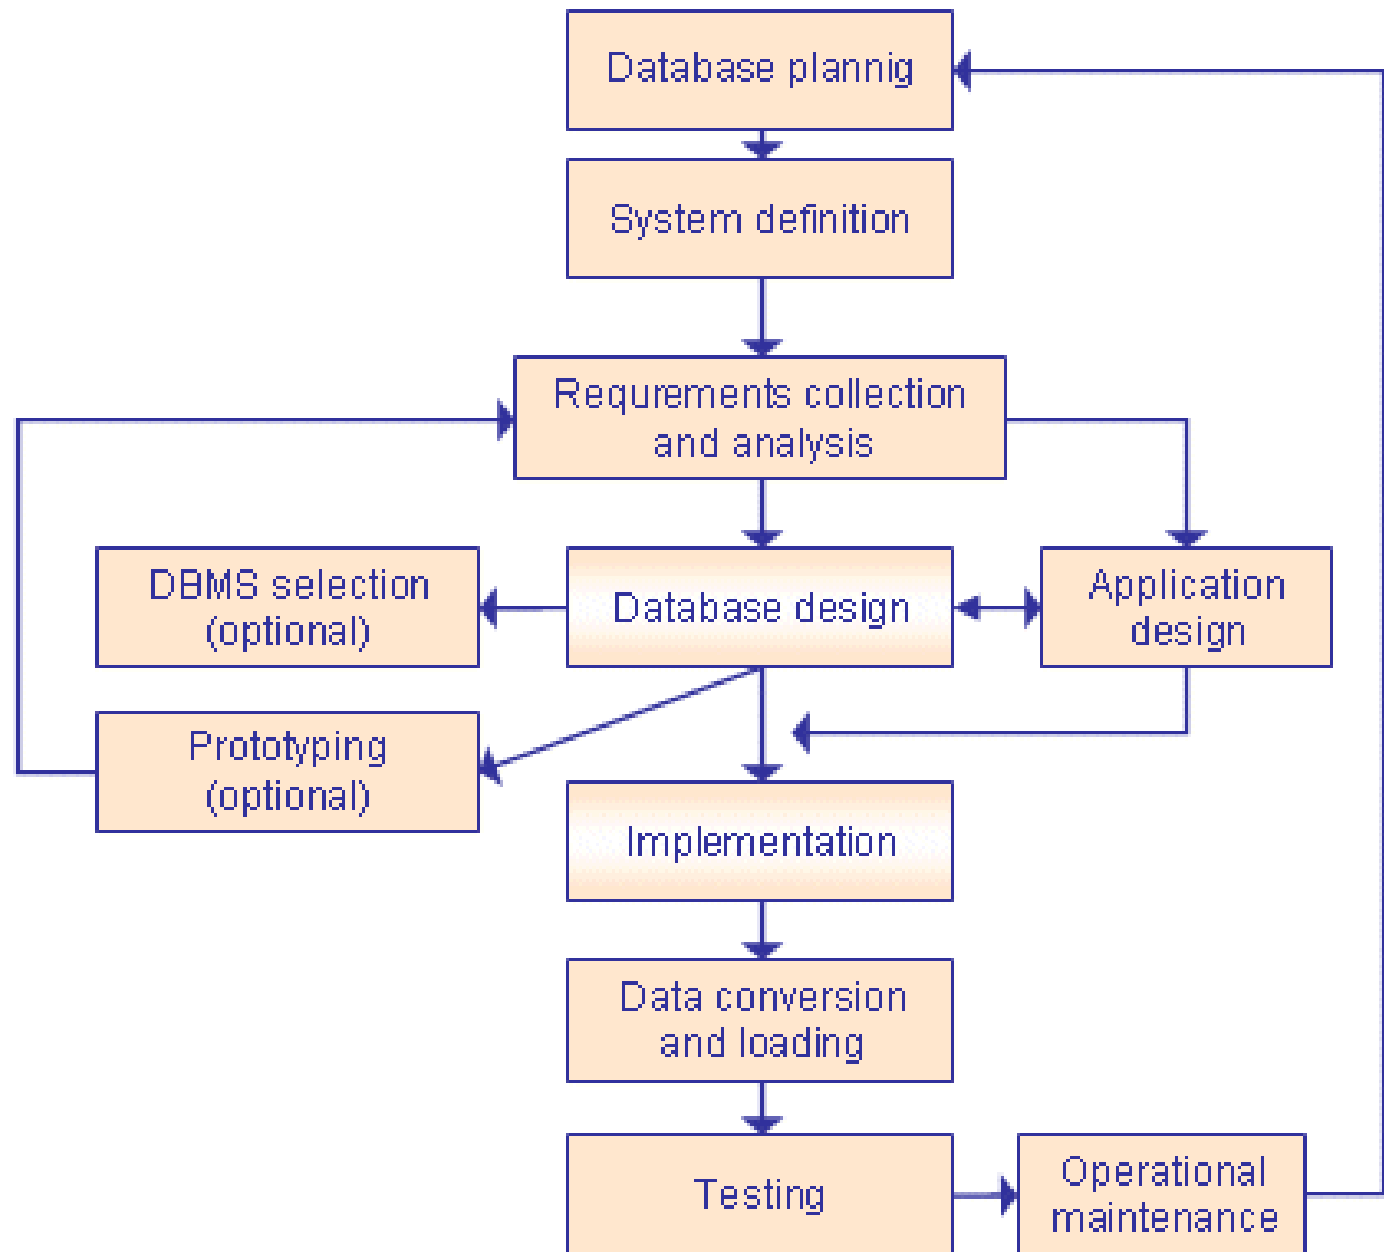 Database plannig
System definition
Requrements collection
and analysis
DBMS selection
(optional)
Database design
Application
design
Prototyping
(optional)
Implementation
Data conversion
and loading
Testing
Operational
maintenance